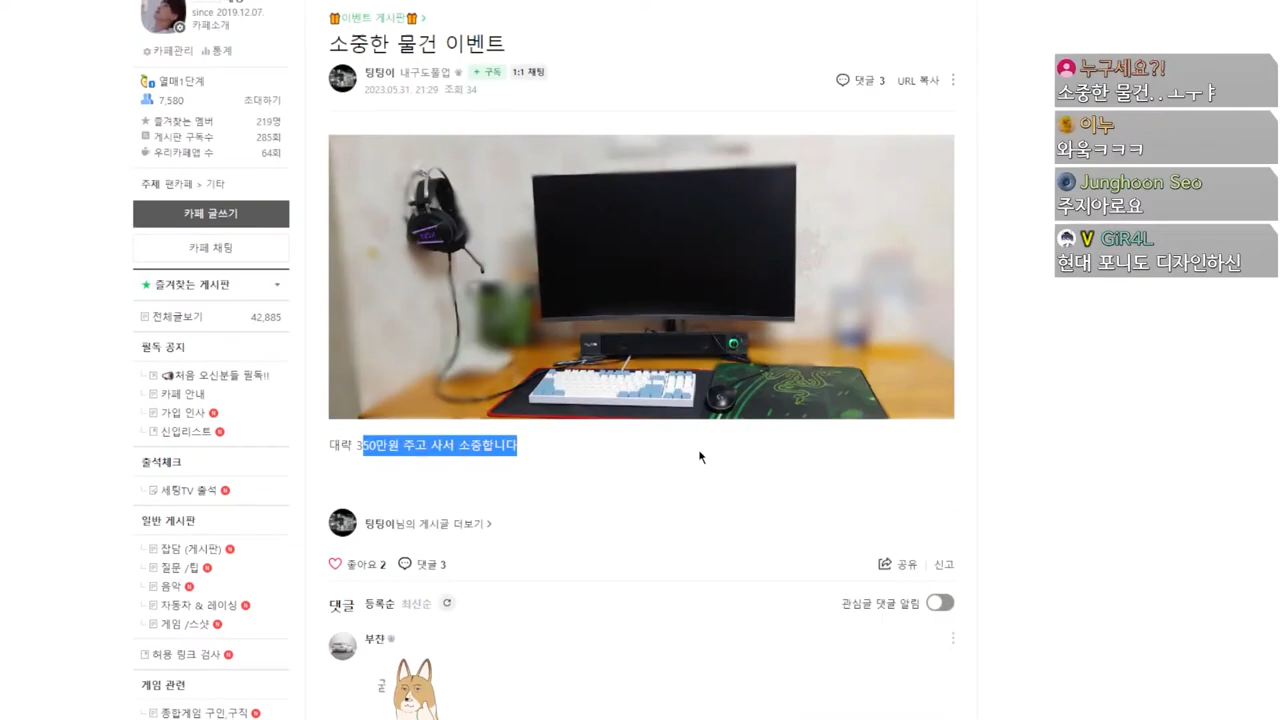 since 2019.12.07.
카페소개
카페관리 통계
열매1단계
7,580 초대하기
즐겨찾는 멤버 219명
게시판 구독수 285회
우리카페앱 수 64회
주제 팬카페 > 기타
카페 글쓰기
카페 채팅
즐겨찾는 게시판
전체글보기 42,885
필독 공지
처음 오신분들 필독!!
카페 안내
가입 인사 N
신입리스트 N
출석체크
세팅TV 출석 N
일반 게시판
잡담 (게시판) N
질문 /팁 N
음악 N
자동차 & 레이싱 N
게임 /스샷 N
허용 링크 검사 N
게임 관련
종합게임 구인,구직 N
이벤트 게시판 >
소중한 물건 이벤트
팅팅이 내구도풀업 + 구독 1:1 채팅
2023.05.31. 21:29 조회 34
댓글 3 URL 복사
대략 350만원 주고 사서 소중합니다
팅팅이님의 게시글 더보기 >
좋아요 2 댓글 3
공유 신고
댓글 등록순 최신순
관심글 댓글 알림
부찬
굳
누구세요?!
소중한 물건..ㅗㅜㅑ
이누
와욱ㅋㅋㅋ
Junghoon Seo
주지아로요
V GiR4L
현대 포니도 디자인하신